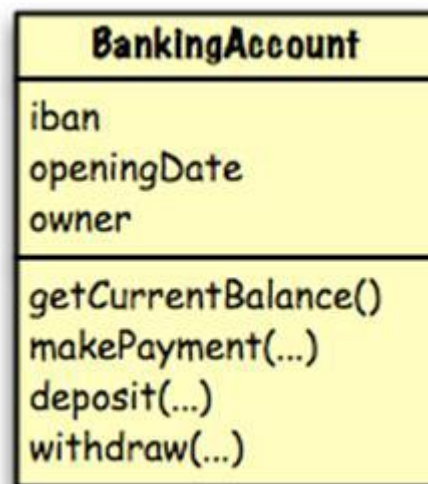 BankingAccount
iban
openingDate
owner
getCurrentBalance()
makePayment(...)
deposit(...)
withdraw(...)